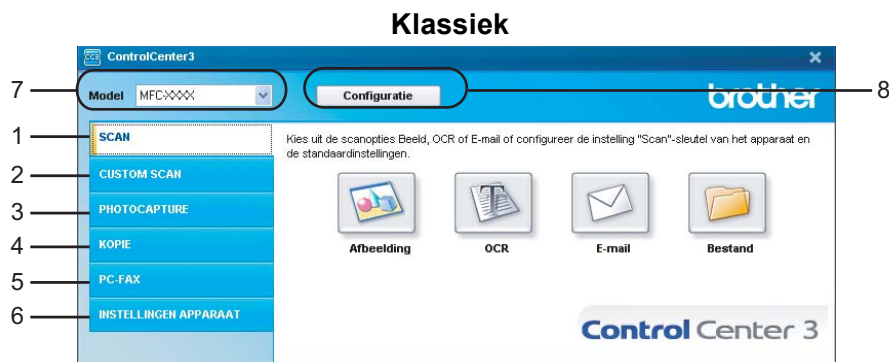 Klassiek
ControlCenter3
7
Model MFC-XXXX
Configuratie
8
brother
1
SCAN
Kies uit de scanopties Beeld, OCR of E-mail of configureer de instelling "Scan"-sleutel van het apparaat en
de standaardinstellingen.
2
CUSTOM SCAN
3
PHOTOCAPTURE
4
KOPIE
Afbeelding
OCR
E-mail
Bestand
5
PC-FAX
6
INSTELLINGEN APPARAAT
Control Center 3